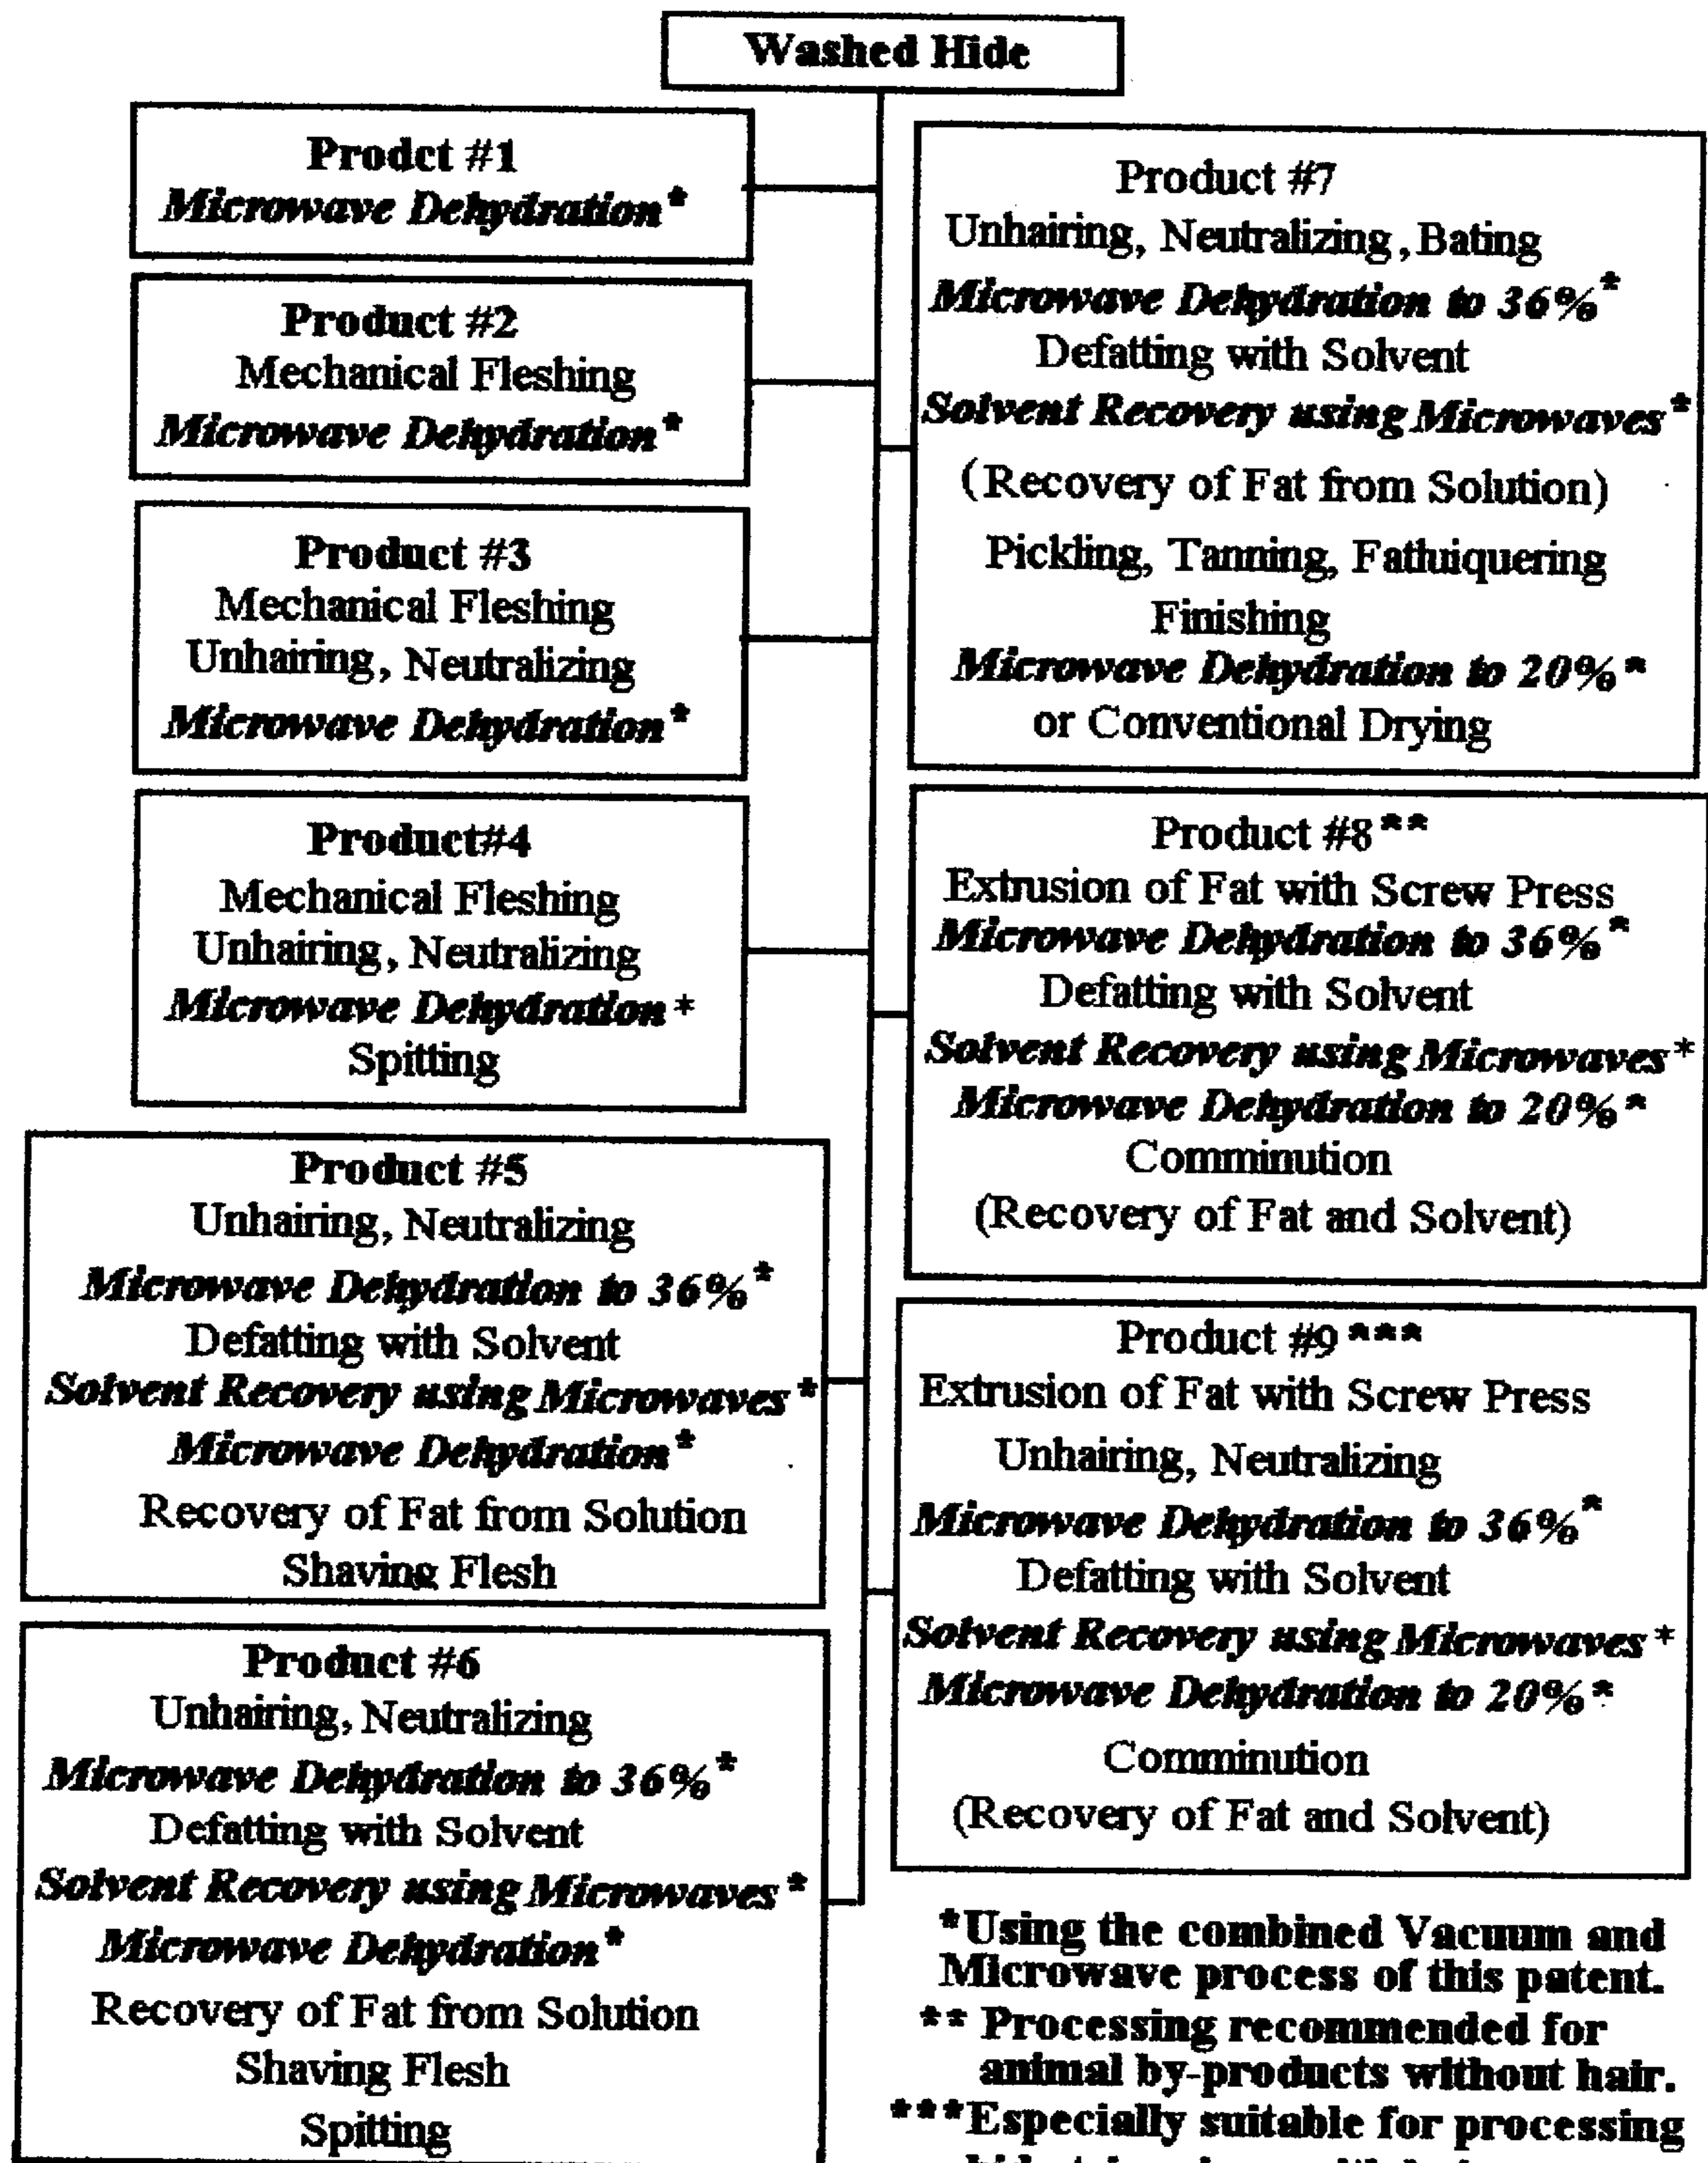 Washed Hide
Prodct #1
Microwave Dehydration*
Product #2
Mechanical Fleshing
Microwave Dehydration*
Product #3
Mechanical Fleshing
Unhairing, Neutralizing
Microwave Dehydration*
Product#4
Mechanical Fleshing
Unhairing, Neutralizing
Microwave Dehydration*
Spitting
Product #5
Unhairing, Neutralizing
Microwave Dehydration to 36%*
Defatting with Solvent
Solvent Recovery using Microwaves*
Microwave Dehydration*
Recovery of Fat from Solution
Shaving Flesh
Product #6
Unhairing, Neutralizing
Microwave Dehydration to 36%*
Defatting with Solvent
Solvent Recovery using Microwaves*
Microwave Dehydration*
Recovery of Fat from Solution
Shaving Flesh
Spitting
Product #7
Unhairing, Neutralizing, Bating
Microwave Dehydration to 36%*
Defatting with Solvent
Solvent Recovery using Microwaves*
(Recovery of Fat from Solution)
Pickling, Tanning, Fatluiquering
Finishing
Microwave Dehydration to 20%*
or Conventional Drying
Product #8**
Extrusion of Fat with Screw Press
Microwave Dehydration to 36%*
Defatting with Solvent
Solvent Recovery using Microwaves*
Microwave Dehydration to 20%*
Comminution
(Recovery of Fat and Solvent)
Product #9***
Extrusion of Fat with Screw Press
Unhairing, Neutralizing
Microwave Dehydration to 36%*
Defatting with Solvent
Solvent Recovery using Microwaves*
Microwave Dehydration to 20%*
Comminution
(Recovery of Fat and Solvent)
*Using the combined Vacuum and
Microwave process of this patent.
** Processing recommended for
animal by-products without hair.
***Especially suitable for processing